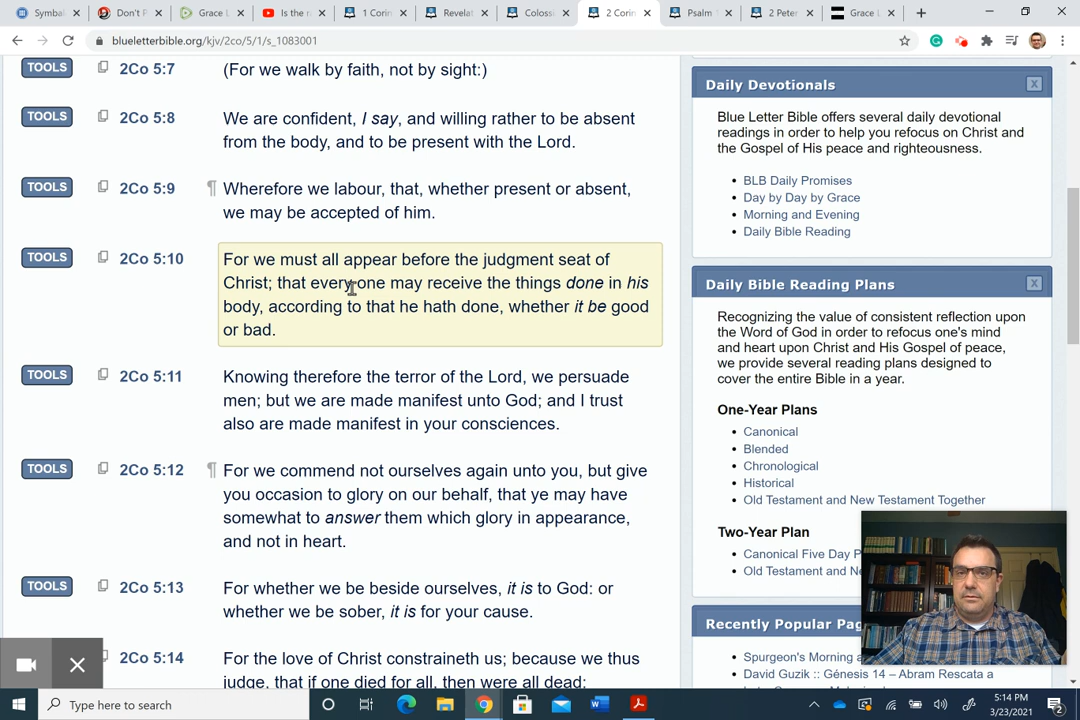 Symbal
Don't P
Grace L
Is the r
1 Corin
Revelat
Coloss
2 Corin
Psalm
2 Peter
Grace L
blueletterbible.org/kjv/2co/5/1/s_1083001
TOOLS 2Co 5:7 (For we walk by faith, not by sight:)
TOOLS 2Co 5:8 We are confident, I say, and willing rather to be absent
from the body, and to be present with the Lord.
TOOLS 2Co 5:9 ¶ Wherefore we labour, that, whether present or absent,
we may be accepted of him.
TOOLS 2Co 5:10 For we must all appear before the judgment seat of
Christ; that every one may receive the things done in his
body, according to that he hath done, whether it be good
or bad.
TOOLS 2Co 5:11 Knowing therefore the terror of the Lord, we persuade
men; but we are made manifest unto God; and I trust
also are made manifest in your consciences.
TOOLS 2Co 5:12 ¶ For we commend not ourselves again unto you, but give
you occasion to glory on our behalf, that ye may have
somewhat to answer them which glory in appearance,
and not in heart.
TOOLS 2Co 5:13 For whether we be beside ourselves, it is to God: or
whether we be sober, it is for your cause.
2Co 5:14 For the love of Christ constraineth us; because we thus
judge, that if one died for all, then were all dead:
Daily Devotionals
Blue Letter Bible offers several daily devotional
readings in order to help you refocus on Christ and
the Gospel of His peace and righteousness.
BLB Daily Promises
Day by Day by Grace
Morning and Evening
Daily Bible Reading
Daily Bible Reading Plans
Recognizing the value of consistent reflection upon
the Word of God in order to refocus one's mind
and heart upon Christ and His Gospel of peace,
we provide several reading plans designed to
cover the entire Bible in a year.
One-Year Plans
Canonical
Blended
Chronological
Historical
Old Testament and New Testament Together
Two-Year Plan
Canonical Five Day P
Old Testament and Ne
Recently Popular Pag
Spurgeon's Morning a
David Guzik :: Génesis 14 – Abram Rescata a
Type here to search
5:14 PM
3/23/2021
2